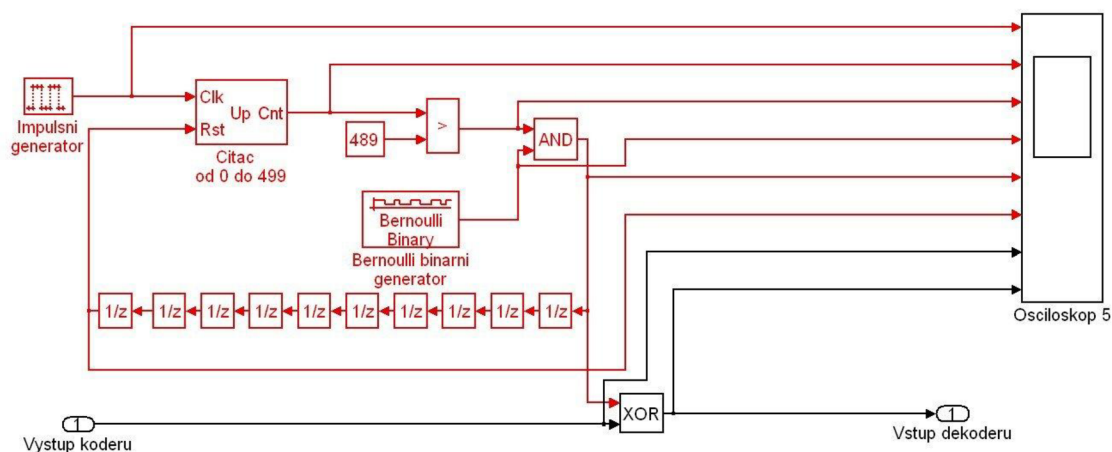 Impulsni
generator
Clk
Up Cnt
Rst
Citac
od 0 do 499
489
>
AND
Bernoulli
Binary
Bernoulli binarni
generator
1/z 1/z 1/z 1/z 1/z 1/z 1/z 1/z 1/z 1/z
Osciloskop 5
XOR
1
Vystup koderu
1
Vstup dekoderu